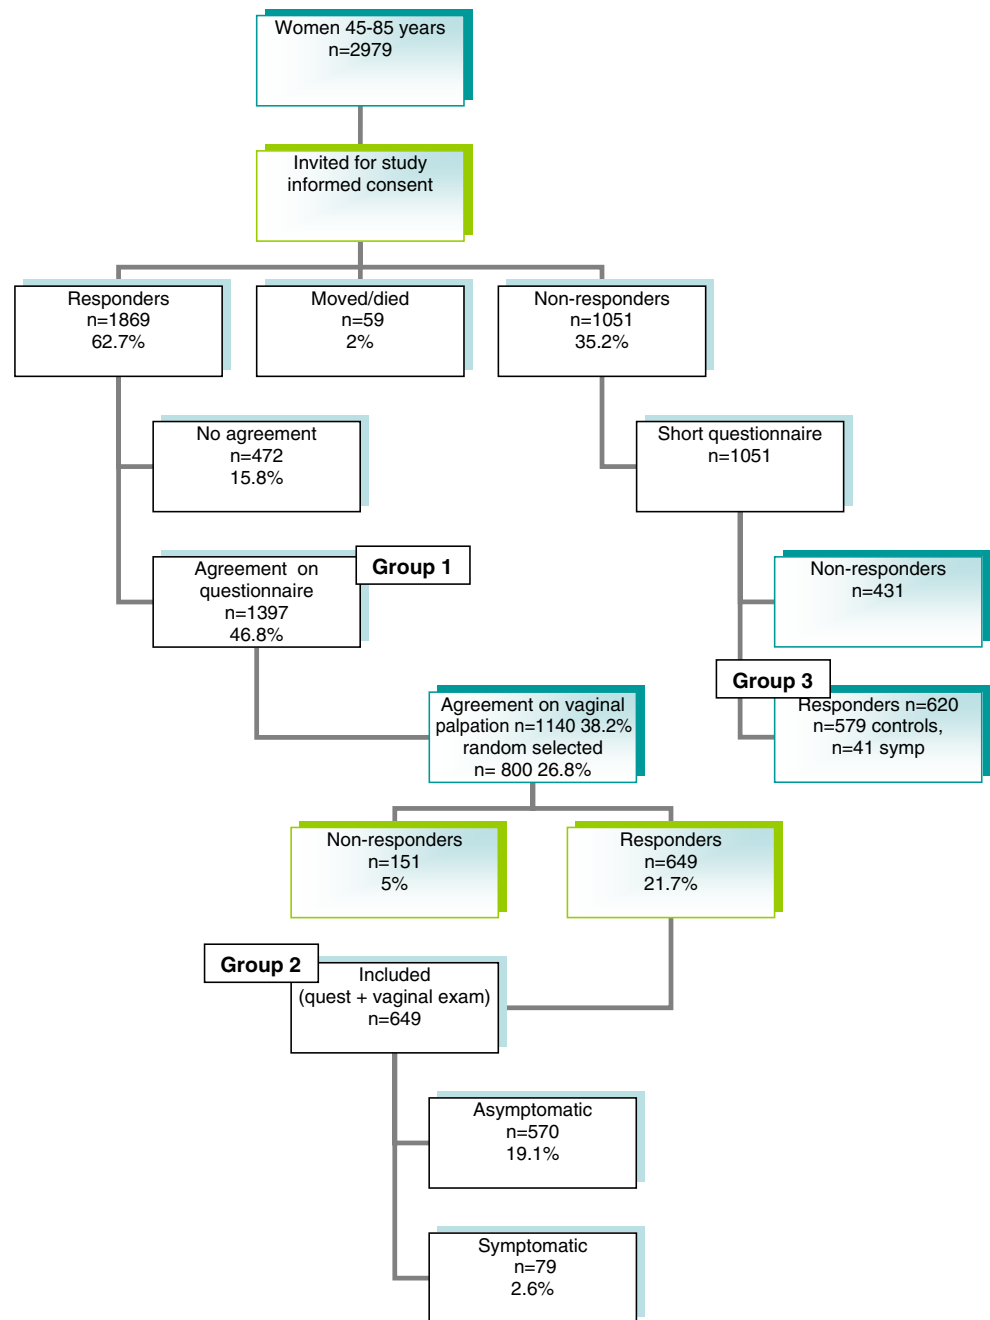 Women 45-85 years
n=2979
Invited for study
informed consent
Responders
n=1869
62.7%
Moved/died
n=59
2%
Non-responders
n=1051
35.2%
No agreement
n=472
15.8%
Short questionnaire
n=1051
Group 1
Agreement on
questionnaire
n=1397
46.8%
Non-responders
n=431
Group 3
Responders n=620
n=579 controls,
n=41 symp
Agreement on vaginal
palpation n=1140 38.2%
random selected
n= 800 26.8%
Non-responders
n=151
5%
Responders
n=649
21.7%
Group 2
Included
(quest + vaginal exam)
n=649
Asymptomatic
n=570
19.1%
Symptomatic
n=79
2.6%